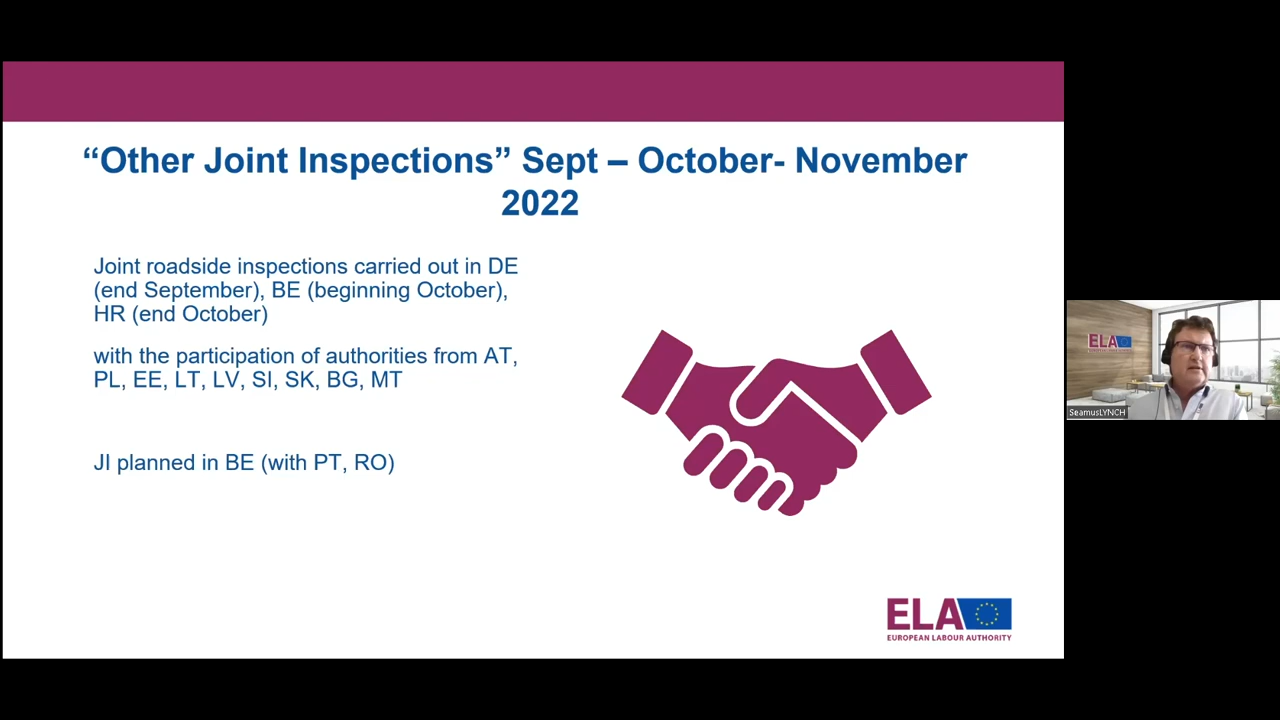 “Other Joint Inspections” Sept – October- November
2022
Joint roadside inspections carried out in DE
(end September), BE (beginning October),
HR (end October)
with the participation of authorities from AT,
PL, EE, LT, LV, SI, SK, BG, MT
JI planned in BE (with PT, RO)
ELA
EUROPEAN LABOUR AUTHORITY
ELA
SeamusLYNCH